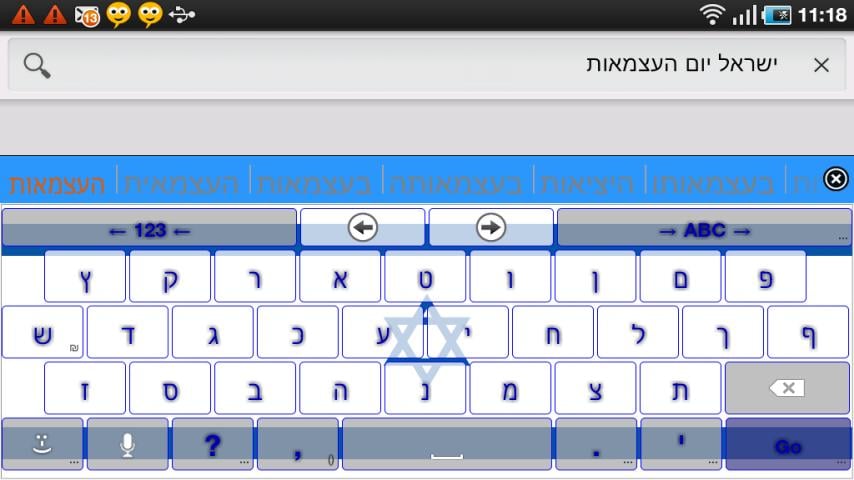 13 11:18
ישראל יום העצמאות
העצמאות העצמאית בעצמאות בעצמאותה היציאות בעצמאותו
← 123 ← → ABC → ...
ץ ק ר א ט ו ן ם פ
ש ₪ ד ג כ ע י ח ל ך ף
ז ס ב ה נ מ צ ת
... ? ... , () . ... ' ... Go ...